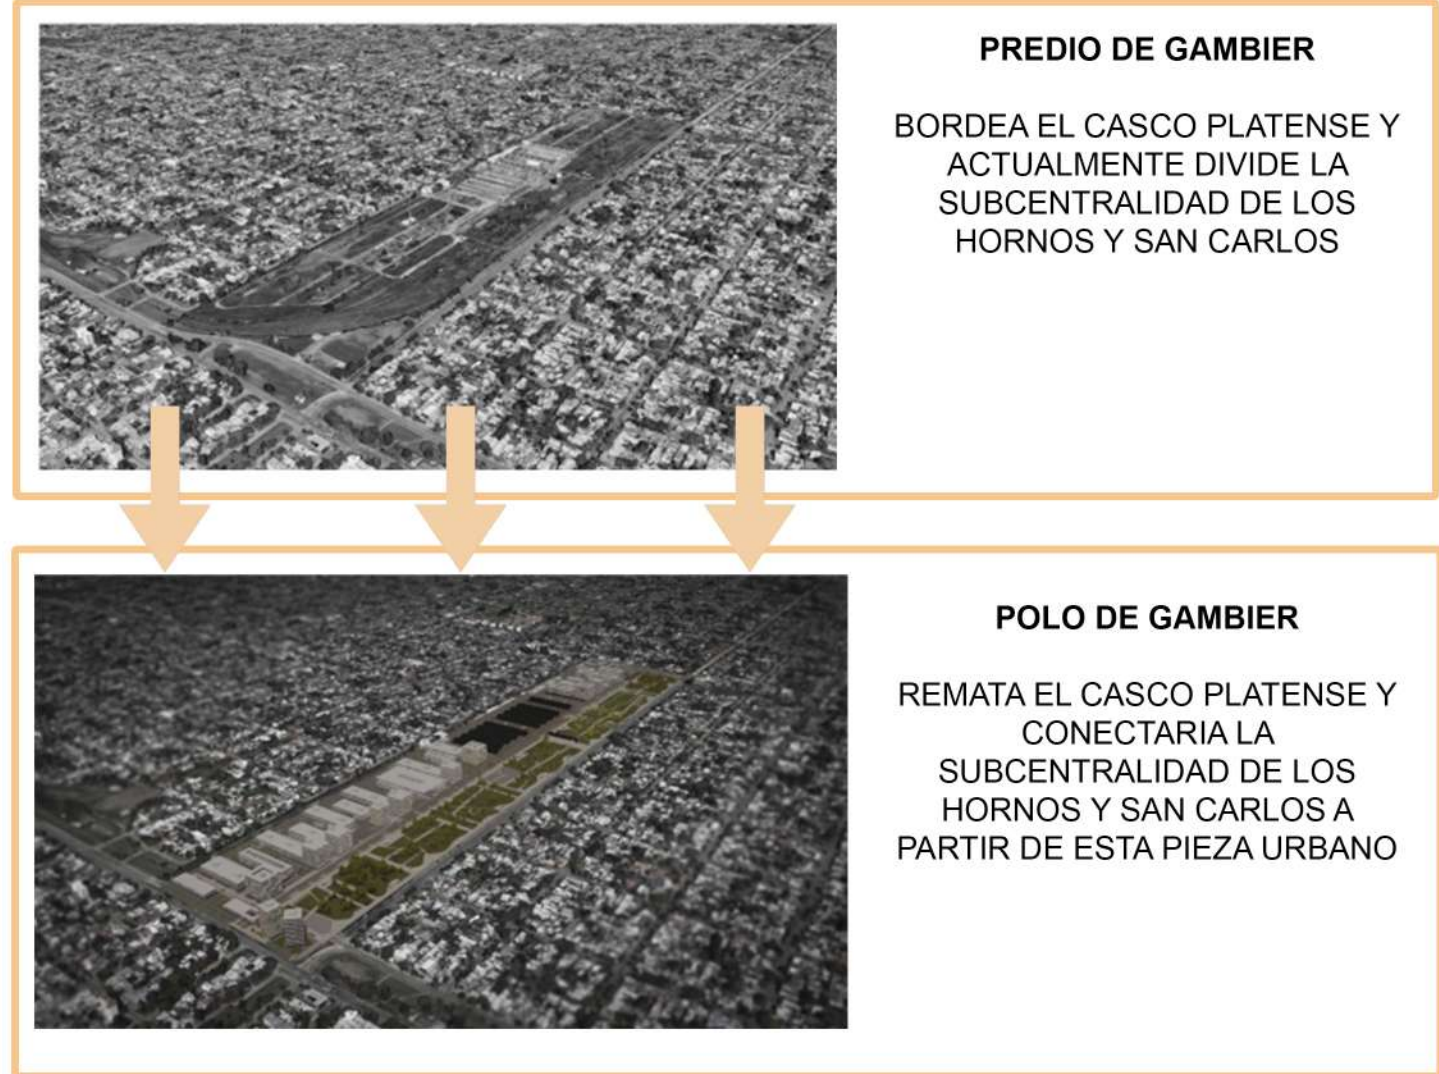 PREDIO DE GAMBIER
BORDEA EL CASCO PLATENSE Y
ACTUALMENTE DIVIDE LA
SUBCENTRALIDAD DE LOS
HORNOS Y SAN CARLOS
POLO DE GAMBIER
REMATA EL CASCO PLATENSE Y
CONECTARIA LA
SUBCENTRALIDAD DE LOS
HORNOS Y SAN CARLOS A
PARTIR DE ESTA PIEZA URBANO